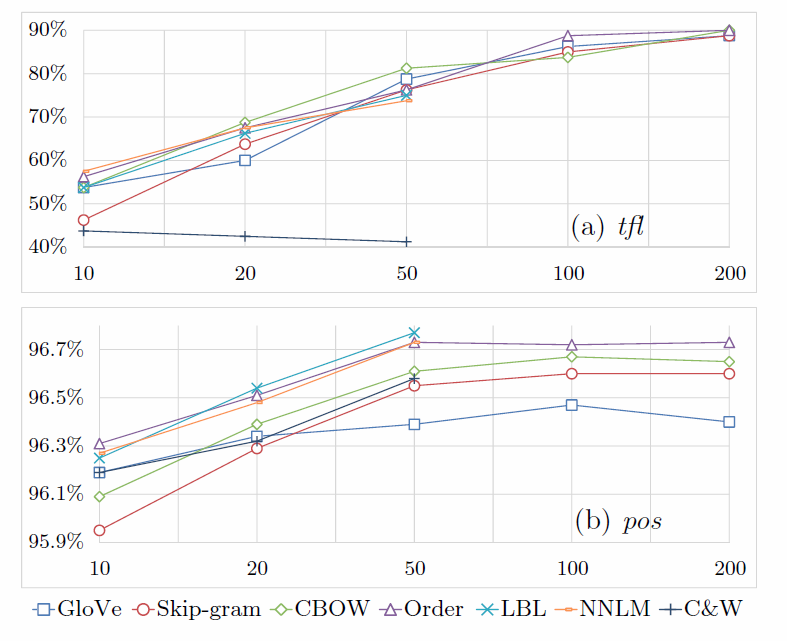 90%
80%
70%
60%
50%
40%
(a) tfl
10 20 50 100 200
96.7%
96.5%
96.3%
96.1%
95.9%
(b) pos
10 20 50 100 200
GloVe Skip-gram CBOW Order LBL NNLM C&W